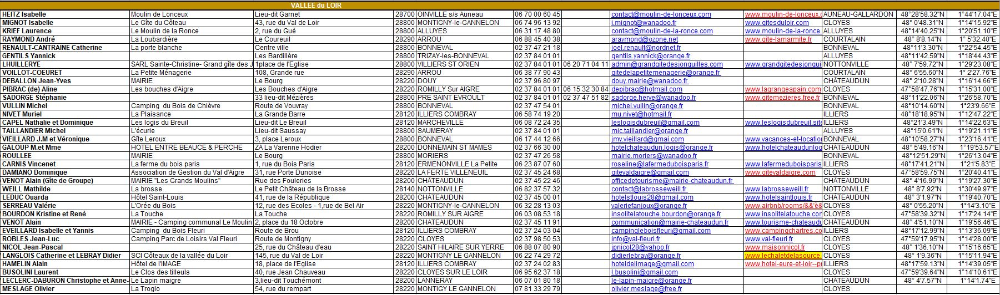 VALLEE du LOIR
HEITZ Isabelle Moulin de Lonceux Lieu-dit Garnet 28700 OINVILLE s/s Auneau 06 70 00 60 45 contact@moulin-de-lonceux.com www.moulin-de-lonceux.c AUNEAU-GALLARDON 48°28'58.32"N 1°44'17.04"E
MIGNOT Isabelle Le Gîte du Côteau 43, rue du Val de Loir 28800 MONTIGNY-le-GANNELON 06 74 96 13 92 i.mignot@wanadoo.fr www.gitesduloir.com CLOYES 48° 0'48.31"N 1°14'15.92"E
KRIEF Laurence Le Moulin de la Ronce 2, rue du Gué 28800 ALLUYES 06 31 17 48 80 contact@moulin-de-la-ronce.com www.moulin-de-la-ronce. ALLUYES 48°14'40.25"N 1°20'51.10"E
RAYMOND André La Loubardière Le Coureuil 28290 ARROU 06 88 45 40 38 araymond@ozone.net www.gite-lamarmite.fr COURTALAIN 48° 8'8.14"N 1° 5'32.40"E
RENAULT-CANTRAINE Catherine La porte blanche Centre ville 28800 BONNEVAL 02 37 47 21 18 joel.renault@nordnet.fr BONNEVAL 48°11'3.30"N 1°22'54.45"E
GENTILS Yannick Les Bardillère 28800 TRIZAY-les-BONNEVAL 02 37 84 01 01 gentils.yannick@orange.fr ALLUYES 48°11'42.59"N 1°18'44.43"E
LHUILLERYE SARL Sainte-Christine- Grand gîte des J 1place de l'Eglise 28800 VILLIERS ST ORIEN 02 37 84 01 01 06 20 71 04 11 admin@grandgitedesjonquilles.com www.grandgitedesjonqui NOTTONVILLE 48° 7'59.72"N 1°29'23.08"E
VOILLOT-COEURET La Petite Ménagerie 108, Grande rue 28290 ARROU 06 38 77 90 43 gitedelapetitemenagerie@orange.fr COURTALAIN 48° 6'55.60"N 1° 2'27.76"E
DEBALLON Jean-Yves MAIRIE Le Bourg 28220 DOUY 02 37 96 80 97 douy.mairie@wanadoo.fr CHÂTEAUDUN 48° 2'10.28"N 1°16'14.66"E
PIBRAC (de) Aline Les bouches d'Aigre Les Bouches d'Aigre 28220 ROMILLY Sur AIGRE 02 37 84 01 01 06 15 32 30 84 depibrac@hotmail.com www.lagrangeapain.com CLOYES 47°58'47.76"N 1°15'31.00"E
SADORGE Stéphanie 33 lieu-dit Mézières 28800 PRE SAINT EVROULT 02 37 84 01 01 02 37 47 51 82 sadorge.herve@wanadoo.fr www.gitemezieres.free.fr BONNEVAL 48°11'22.06"N 1°26'58.70"E
VULLIN Michel Camping du Bois de Chièvre Route de Vouvray 28800 BONNEVAL 02 37 47 54 01 michel.vullin@orange.fr BONNEVAL 48°10'14.60"N 1°23'9.66"E
NIVET Muriel La Plaisance La Grande Barre 28120 ILLIERS COMBRAY 06 58 74 19 20 mu.nivet@hotmail.fr ILLIERS 48°18'18.95"N 1°12'47.22"E
CAPEL Nathalie et Dominique Les logis du Breuil Lieu-dit Le Breuil 28120 MARCHEVILLE 06 08 72 24 35 leslogisdubreuil@gmail.com www.leslogisdubreuil.site ILLIERS 48°21'3.49"N 1°14'22.63"E
TAILLANDIER Michel L'écurie Lieu-dit Saussay 28800 SAUMERAY 02 37 84 01 01 mic.taillandier@orange.fr ALLUYES 48°15'0.61"N 1°19'21.11"E
VIEILLARD J.M et Véronique Gîte Leroux 3, place Leroux 28800 BONNEVAL 06 17 44 12 66 jmv.vieillard@gmai.com www.vacances-et-locatio BONNEVAL 48°10'58.27"N 1°23'16.41"E
GALOUP M.et Mme HOTEL ENTRE BEAUCE & PERCHE ZA La Varenne Hodier 28200 DONNEMAIN ST MAMES 02 37 66 30 00 hotelchateaudun.logis@orange.fr www.hotelchateaudunlog CHÂTEAUDUN 48° 5'49.16"N 1°19'53.57"E
ROULLEE MAIRIE Le Bourg 28800 MORIERS 02 37 47 26 58 mairie.moriers@wanadoo.fr BONNEVAL 48°12'51.29"N 1°26'13.04"E
CARNIS Vincenet La ferme du bois paris 1, rue du Bois Paris 28120 ERMENONVILLE La Petite 06 23 87 07 60 roseline@lafermeduboisparis.fr www.lafermeduboisparis ILLIERS 48°17'41.21"N 1°21'5.83"E
DAMIANO Dominique Association de Gestion du Val d'Aigre 31, rue Porte Dunoise 28220 LA FERTE VILLENEUIL 02 37 45 24 68 gitevaldaigre@gmail.com www.gitevaldaigre.com CLOYES 47°58'59.75"N 1°20'40.41"E
VENOT Alain (Gîte de Groupe) MAIRIE "Les Grands Moulins" Rue des Fouleries 28200 CHÂTEAUDUN 02 37 45 22 46 officedetourisme@mairie-chateaudun.fr CHÂTEAUDUN 48° 4'16.99"N 1°19'27.30"E
WEILL Mathilde La brosse Le Petit Château de la Brosse 28140 NOTTONVILLE 06 82 37 57 32 contact@labrosseweill.fr www.labrosseweill.fr NOTTONVILLE 48° 8'7.92"N 1°30'49.97"E
LEDUC Ouarda Hôtel Saint-Louis 41, rue de la République 28200 CHÂTEAUDUN 02 37 45 00 01 hotelstlouis28@gmail.com www.hotelsaintlouis.fr CHÂTEAUDUN 48° 3'1.97"N 1°19'40.70"E
SERREAU Valérie L'Orée du Bois 12, rue des Ecoles - 1,rue de Bel Air 28220 MONTIGNY-le-GANNELON 06 32 28 13 03 valeriefanjoux@orange.fr www.airbnb/rooms/&&'è& CLOYES 48° 0'55.20"N 1°14'3.10"E
BOURDON Kristine et René La Touche La Touche 28220 ROMILLY SUR AIGRE 06 03 08 53 18 insolitelatouche.bourdon@orange.fr www.insolitelatouche.con CLOYES 47°58'39.32"N 1°17'24.14"E
VENOT Alain MAIRIE - Camping communal Le Moulin 2, place du 18 Octobre 28200 CHATEAUDUN 02 37 45 11 91 communication@mairie-chateaudun.fr www.tourisme-chateaudu CHÂTEAUDUN 48° 4'51.10"N 1°19'56.46"E
EVEILLARD Isabelle et Yannis Camping du Bois Fleuri Route de Brou 28120 ILLIERS COMBRAY 02 37 24 03 04 campingleboisfleuri@gmail.com www.campingchartres.co ILLIERS 48°17'12.99"N 1°13'36.09"E
ROBLES Jean-Luc Camping Parc de Loisirs Val Fleuri Route de Montigny 28220 CLOYES 02 37 98 50 53 info@val-fleuri.fr www.val-fleuri.fr CLOYES 47°59'17.95"N 1°14'28.00"E
NICOL Jean-Pascal 25, rue du Château d'eau 28220 SAINT HILAIRE SUR YERRE 06 88 07 80 90 jpnicol28@yahoo.fr www.maisonnicol.fr CLOYES 48° 1'36.10"N 1°15'16.65"E
LANGLOIS Catherine et LEBRAY Didier SCI Côteaux de la vallée du Loir 145, rue du Val de Loir 28220 MONTIGNY LE GANNELON 06 22 74 29 72 didierlebray@orange.fr www.lechaletdelasource. CLOYES 48° 1'9.36"N 1°15'11.94"E
HAMELIN Alain Hôtel de l'IMAGE 18, place de l'Eglise 28120 ILLIERS COMBRAY 02 37 24 02 83 hoteldelimage@gmail.com www.hotel-eure-et-loir--pr ILLIERS 48°17'59.13"N 1°14'39.05"E
BUSOLINI Laurent Le Clos des tilleuls 40, rue Jean Chauveau 28220 CLOYES SUR LE LOIR 06 95 62 37 18 l.busolini@gmail.com CLOYES 47°59'39.64"N 1°14'10.61"E
LECLERC-DABURON Christophe et Anne- Le Lapin maigre 3,lieu-dit Touchémont 28200 LANNERAY 06 07 01 80 18 le-lapin-maigre@orange.fr CHÂTEAUDUN 48° 4'7.57"N 1°14'1.74"E
MESLAGE Olivier La Troglo 54, rue du rempart 28220 MONTIGY LE GANNELON 07 81 33 29 79 olivier.meslage@free.fr CLOYES